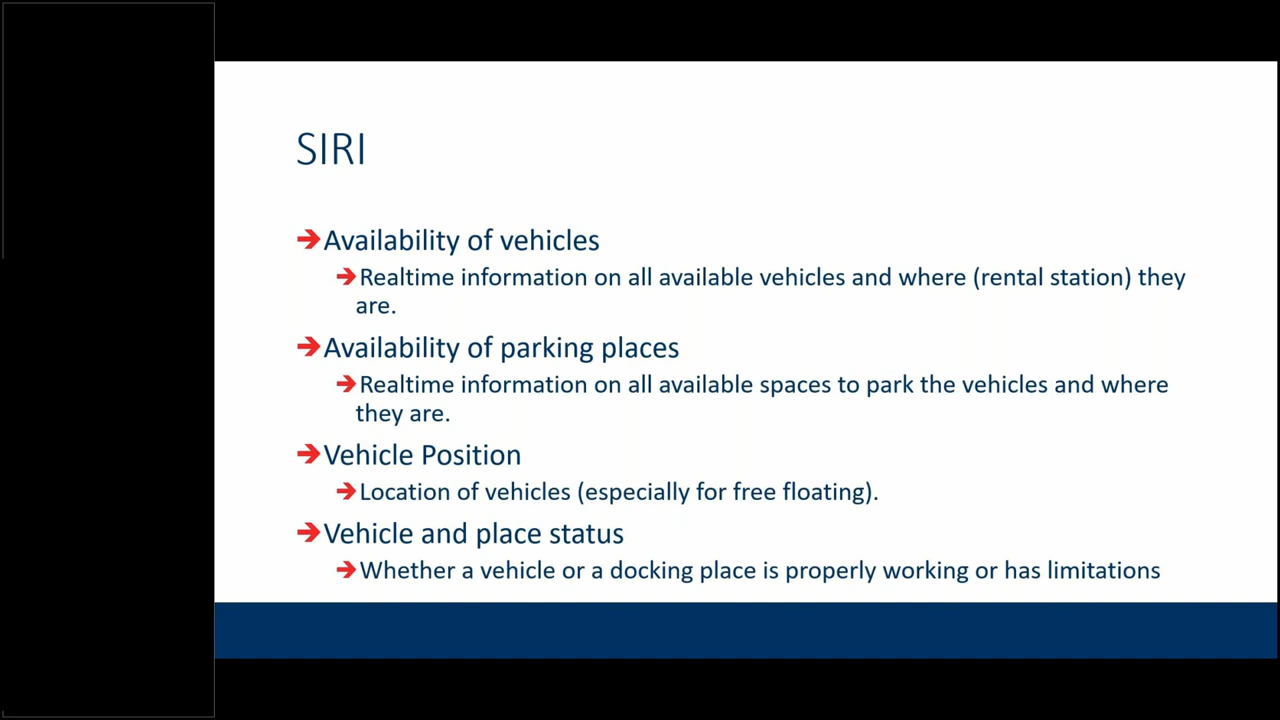 SIRI
➔Availability of vehicles
➔Realtime information on all available vehicles and where (rental station) they
are.
➔Availability of parking places
➔Realtime information on all available spaces to park the vehicles and where
they are.
➔Vehicle Position
➔Location of vehicles (especially for free floating).
➔Vehicle and place status
➔Whether a vehicle or a docking place is properly working or has limitations